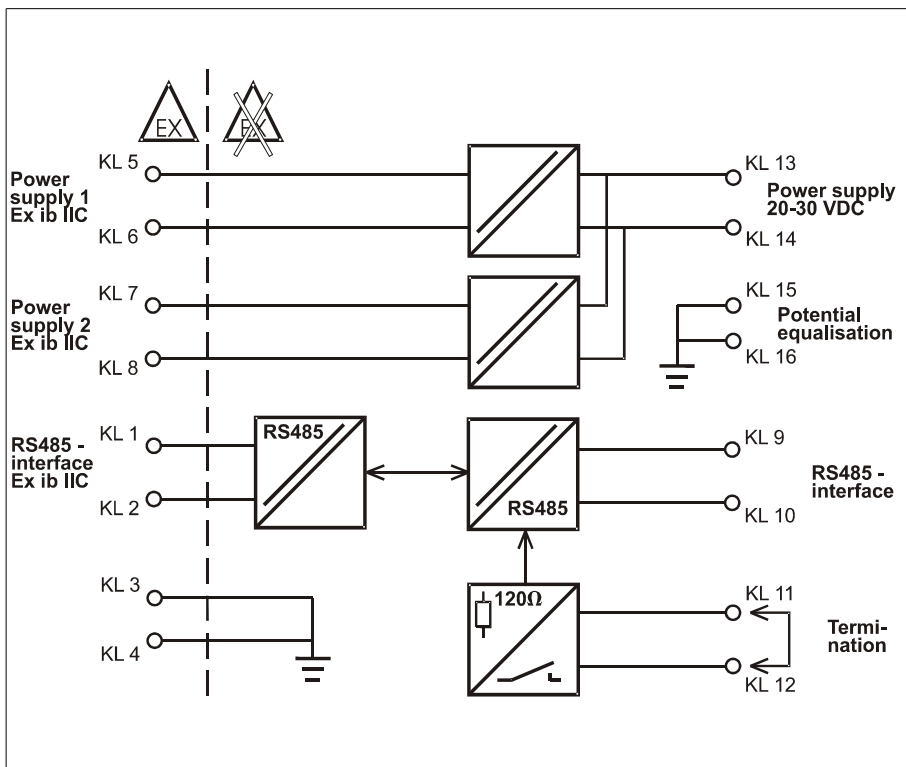 EX
EX
KL 5
Power
supply 1
Ex ib IIC
KL 6
KL 13
Power supply
20-30 VDC
KL 14
KL 7
Power
supply 2
Ex ib IIC
KL 8
KL 15
Potential
equalisation
KL 16
KL 1
RS485 -
interface
Ex ib IIC
KL 2
RS485
RS485
KL 9
RS485 -
interface
KL 10
KL 3
KL 4
120Ω
KL 11
Termi-
nation
KL 12